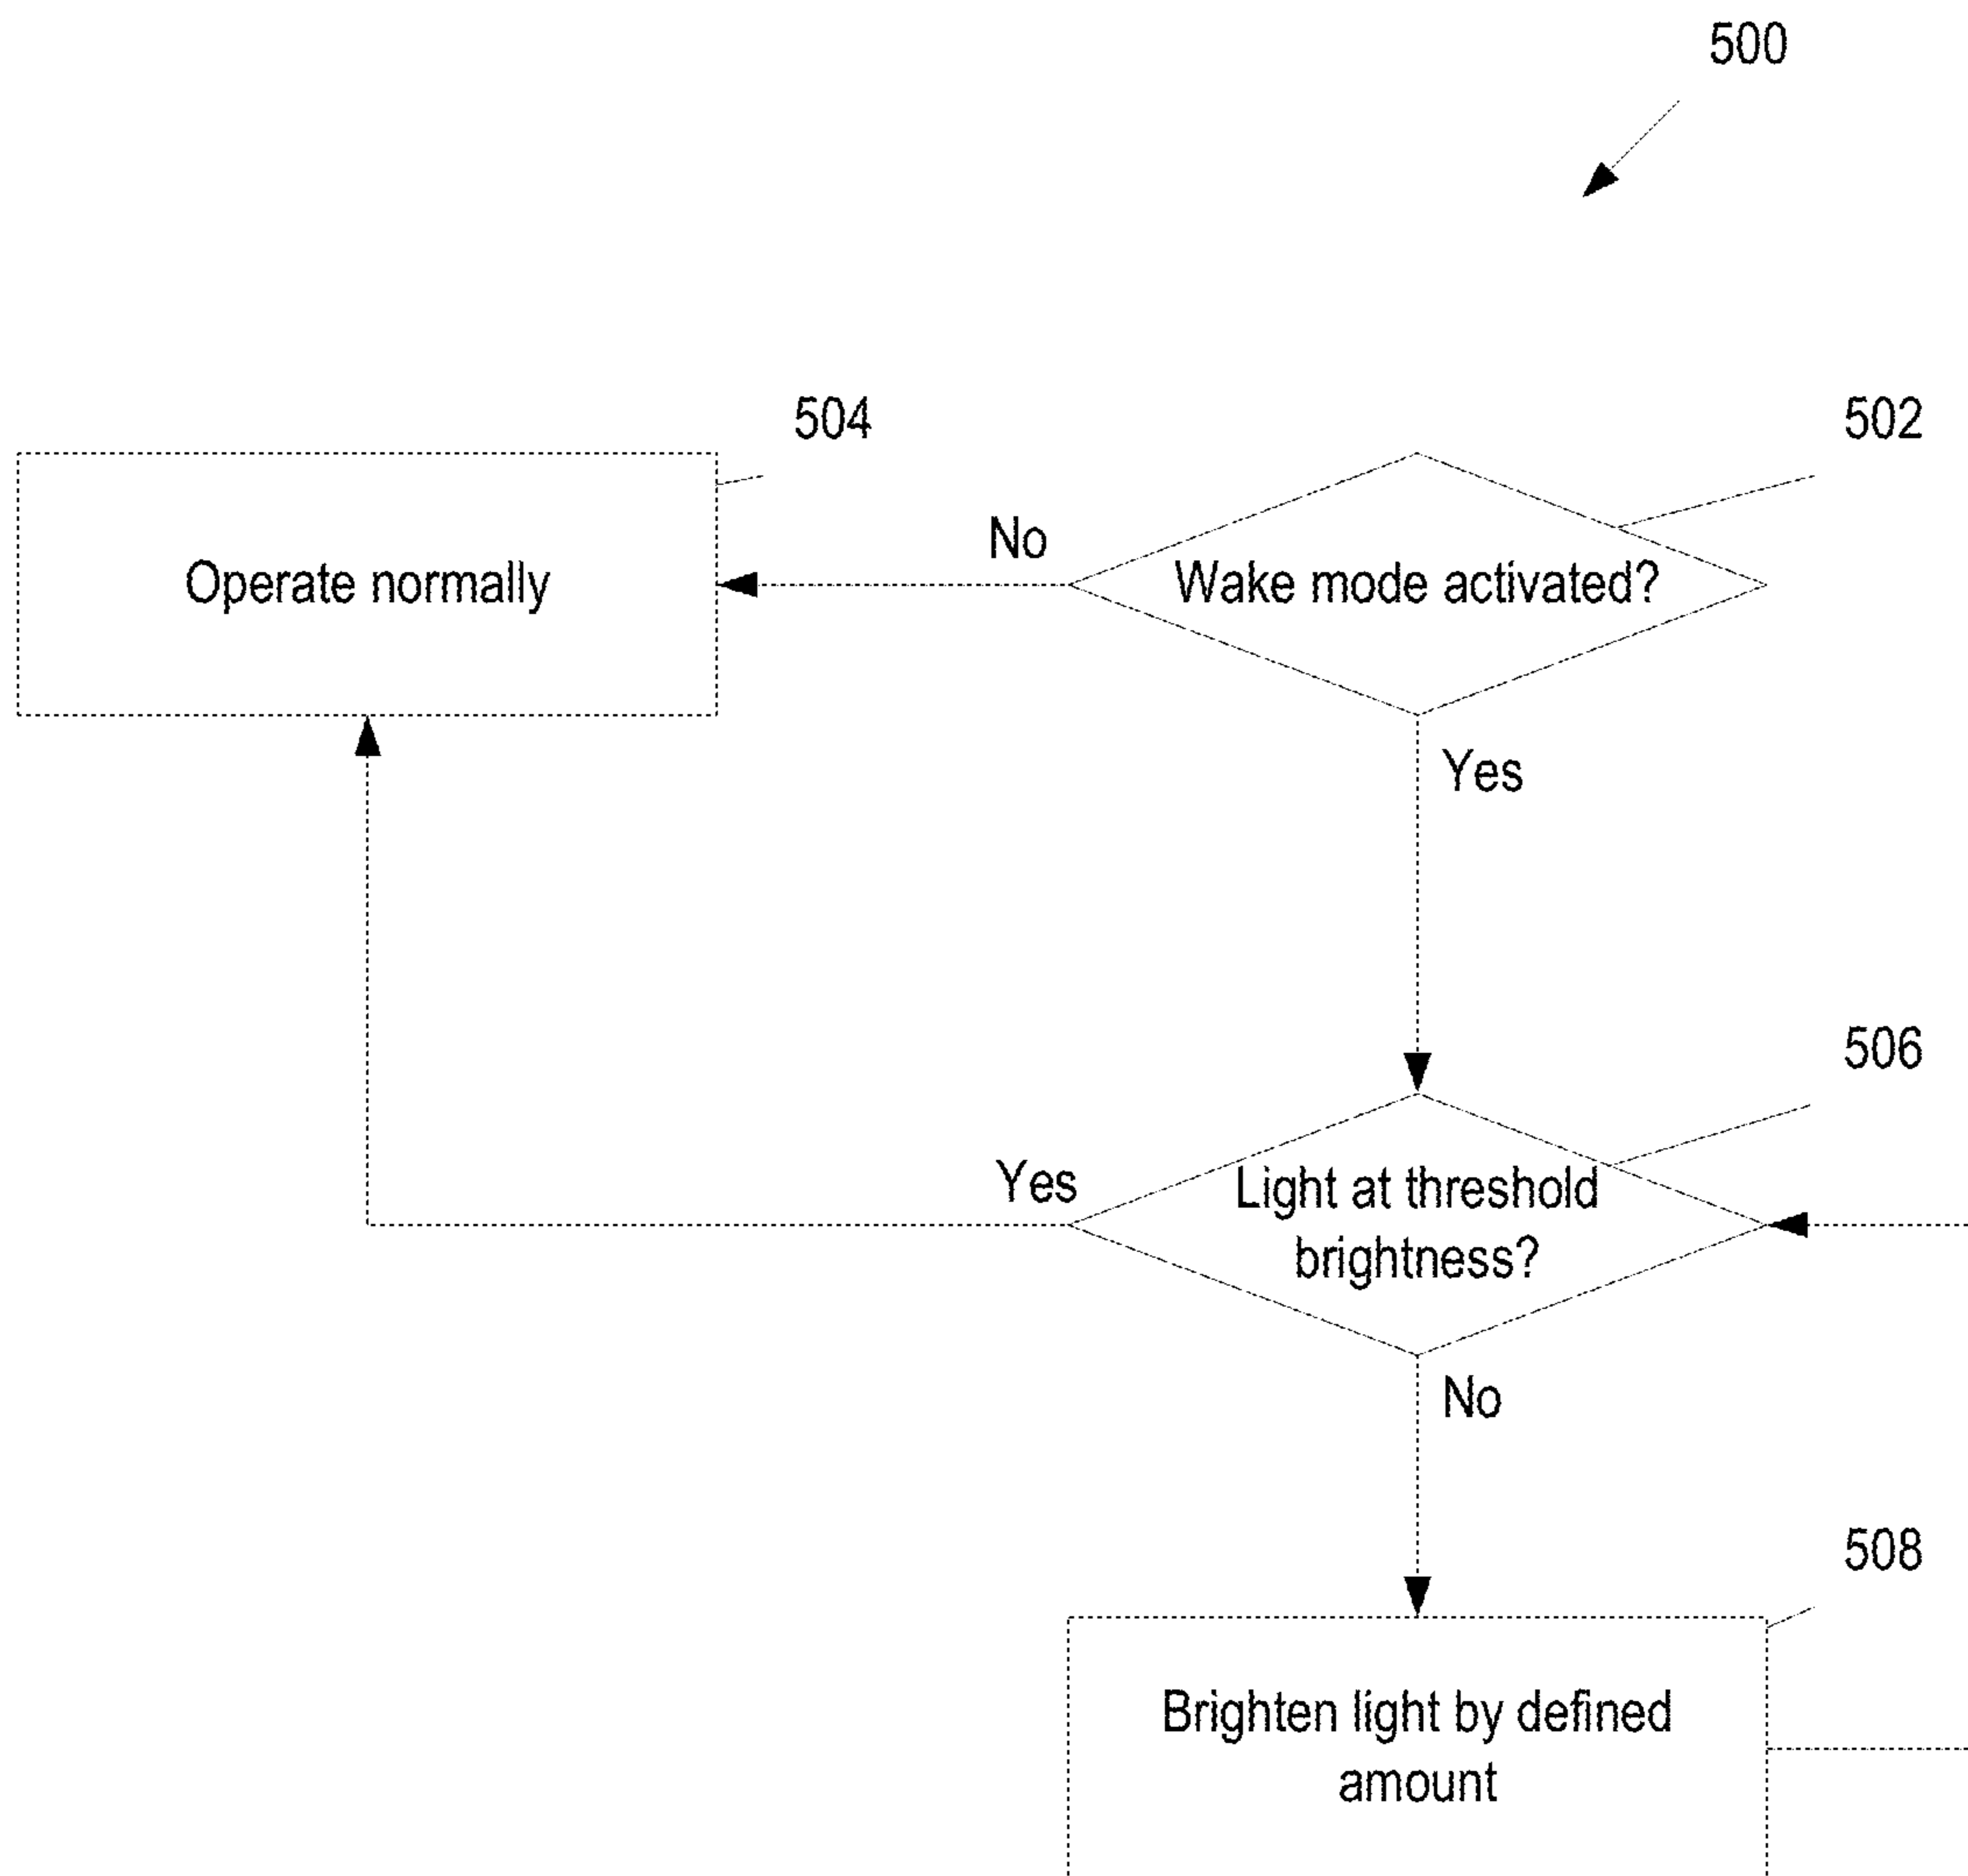 500
504
502
Operate normally
No
Wake mode activated?
Yes
506
Yes
Light at threshold
brightness?
No
508
Brighten light by defined
amount